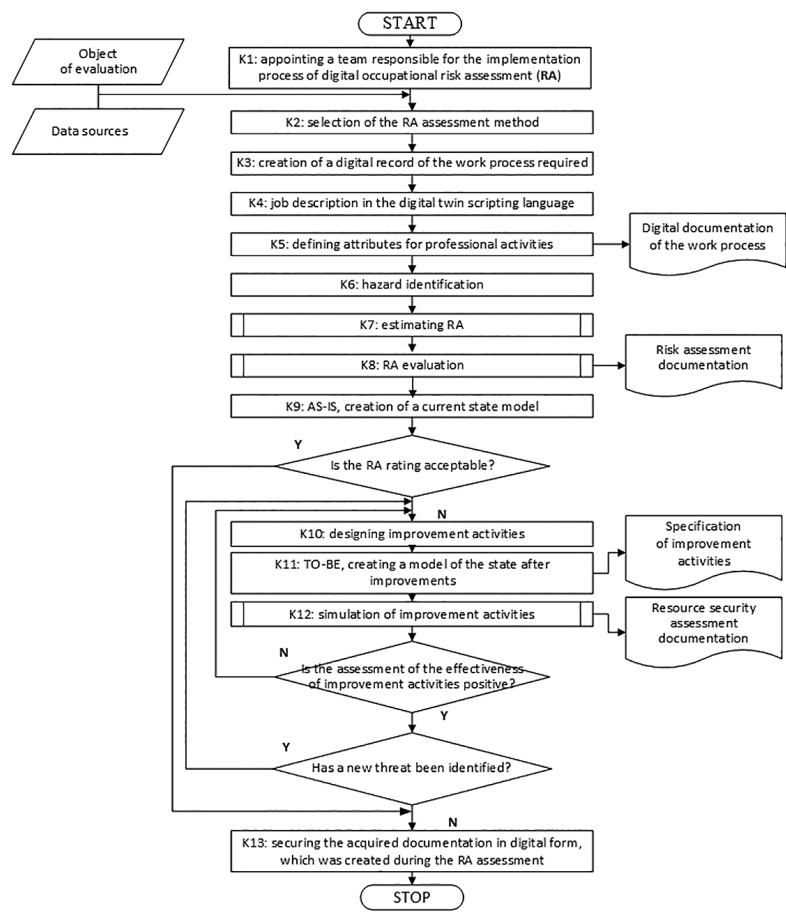 START
Object
of evaluation
K1: appointing a team responsible for the implementation
process of digital occupational risk assessment (RA)
Data sources
K2: selection of the RA assessment method
K3: creation of a digital record of the work process required
K4: job description in the digital twin scripting language
K5: defining attributes for professional activities
Digital documentation
of the work process
K6: hazard identification
K7: estimating RA
K8: RA evaluation
Risk assessment
documentation
K9: AS-IS, creation of a current state model
Y
Is the RA rating acceptable?
N
K10: designing improvement activities
Specification
of improvement
activities
K11: TO-BE, creating a model of the state after
improvements
K12: simulation of improvement activities
Resource security
assessment
documentation
N
Is the assessment of the effectiveness
of improvement activities positive?
Y
Y
Has a new threat been identified?
N
K13: securing the acquired documentation in digital form,
which was created during the RA assessment
STOP